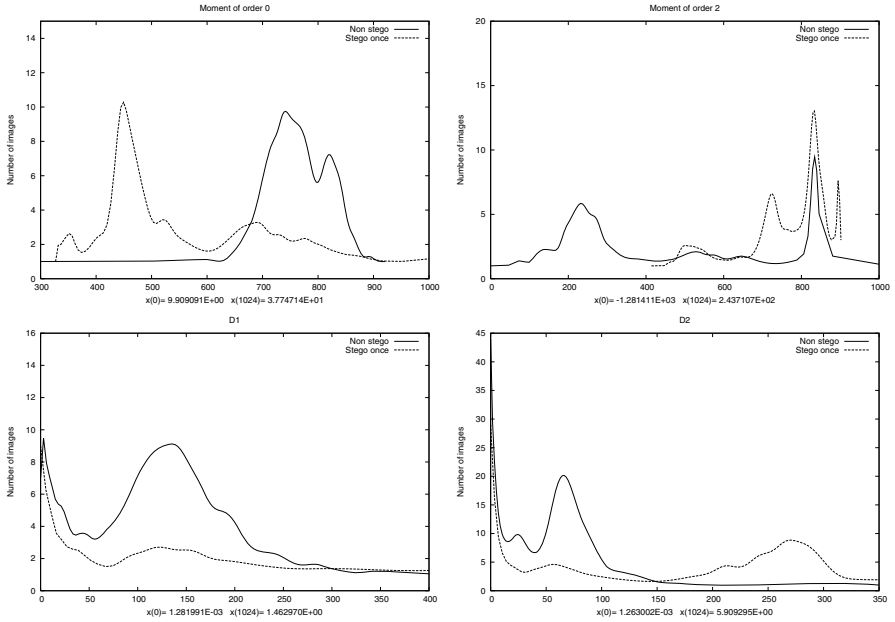 Moment of order 0
Number of images
16
14
12
10
8
6
4
2
0
300 400 500 600 700 800 900 1000
Non stego
Stego once
x(0)= 9.909091E+00 x(1024)= 3.774714E+01
Moment of order 2
Number of images
20
15
10
5
0
0 200 400 600 800 1000
Non stego
Stego once
x(0)= -1.281411E+03 x(1024)= 2.437107E+02
D1
Number of images
16
14
12
10
8
6
4
2
0
0 50 100 150 200 250 300 350 400
Non stego
Stego once
x(0)= 1.281991E-03 x(1024)= 1.462970E+00
D2
Number of images
45
40
35
30
25
20
15
10
5
0
0 50 100 150 200 250 300 350
Non stego
Stego once
x(0)= 1.263002E-03 x(1024)= 5.909295E+00